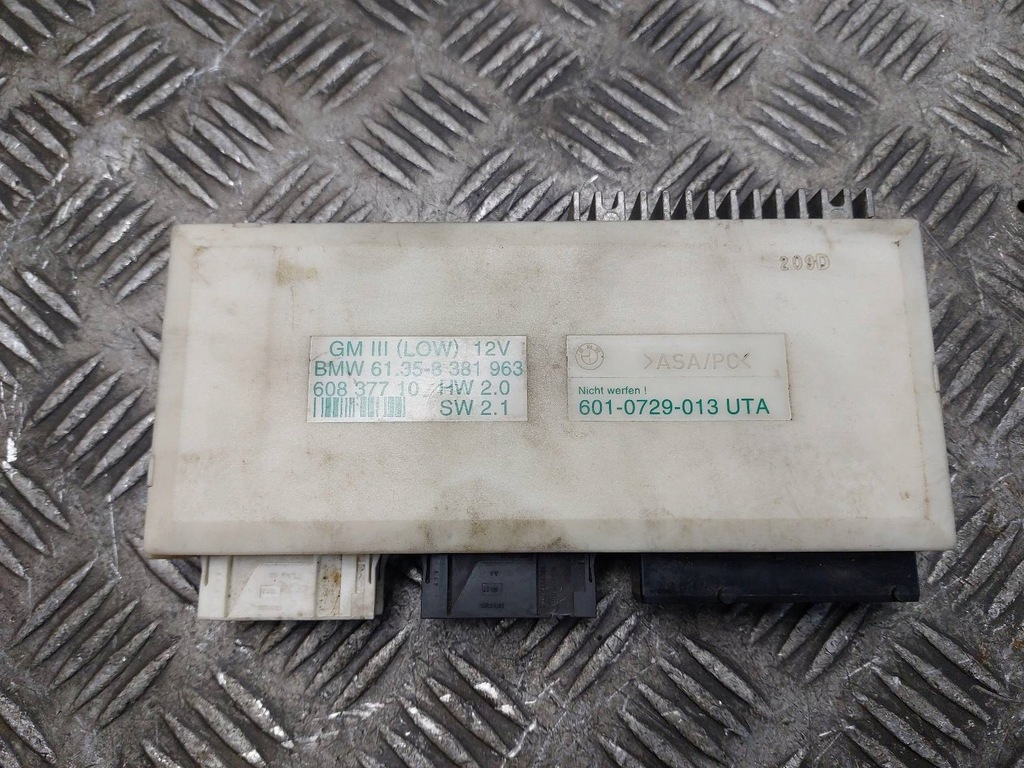 209D
GM III (LOW) 12V
BMW 61.35-8 381 963
608 377 10 HW 2.0
SW 2.1
>ASA/PC<
Nicht werfen !
601-0729-013 UTA